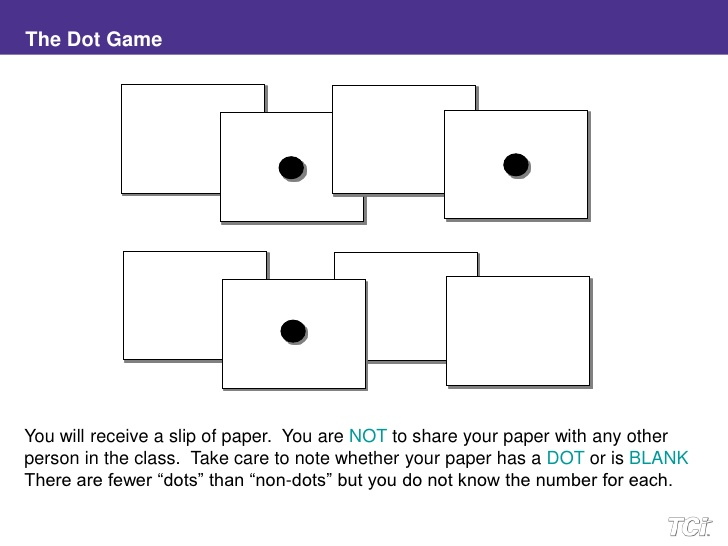 The Dot Game
You will receive a slip of paper.  You are NOT to share your paper with any other
person in the class.  Take care to note whether your paper has a DOT or is BLANK
There are fewer “dots” than “non-dots” but you do not know the number for each.
TCi